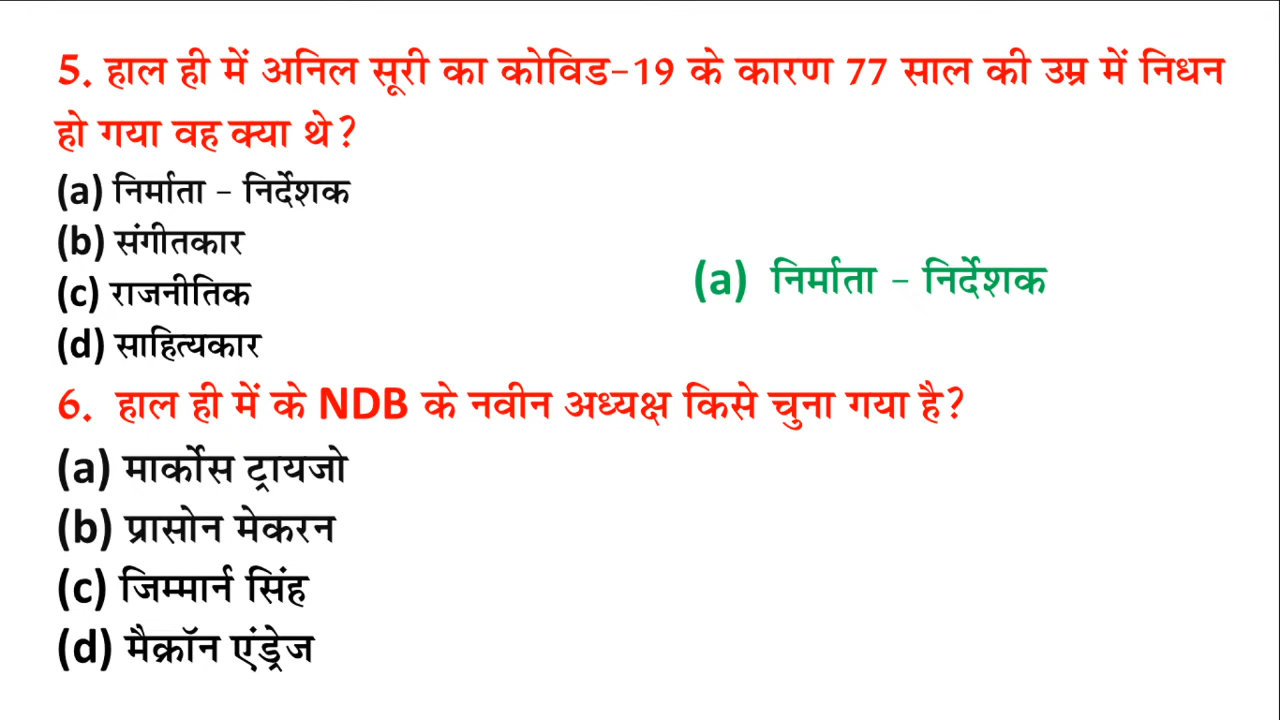 5. हाल ही में अनिल सूरी का कोविड-19 के कारण 77 साल की उम्र में निधन
हो गया वह क्या थे?
(a) निर्माता - निर्देशक
(b) संगीतकार
(c) राजनीतिक
(d) साहित्यकार
(a) निर्माता - निर्देशक
6. हाल ही में के NDB के नवीन अध्यक्ष किसे चुना गया है?
(a) मार्कोस ट्रायजो
(b) प्रासोन मेकरन
(c) जिम्मार्न सिंह
(d) मैक्रॉन एंड्रेज